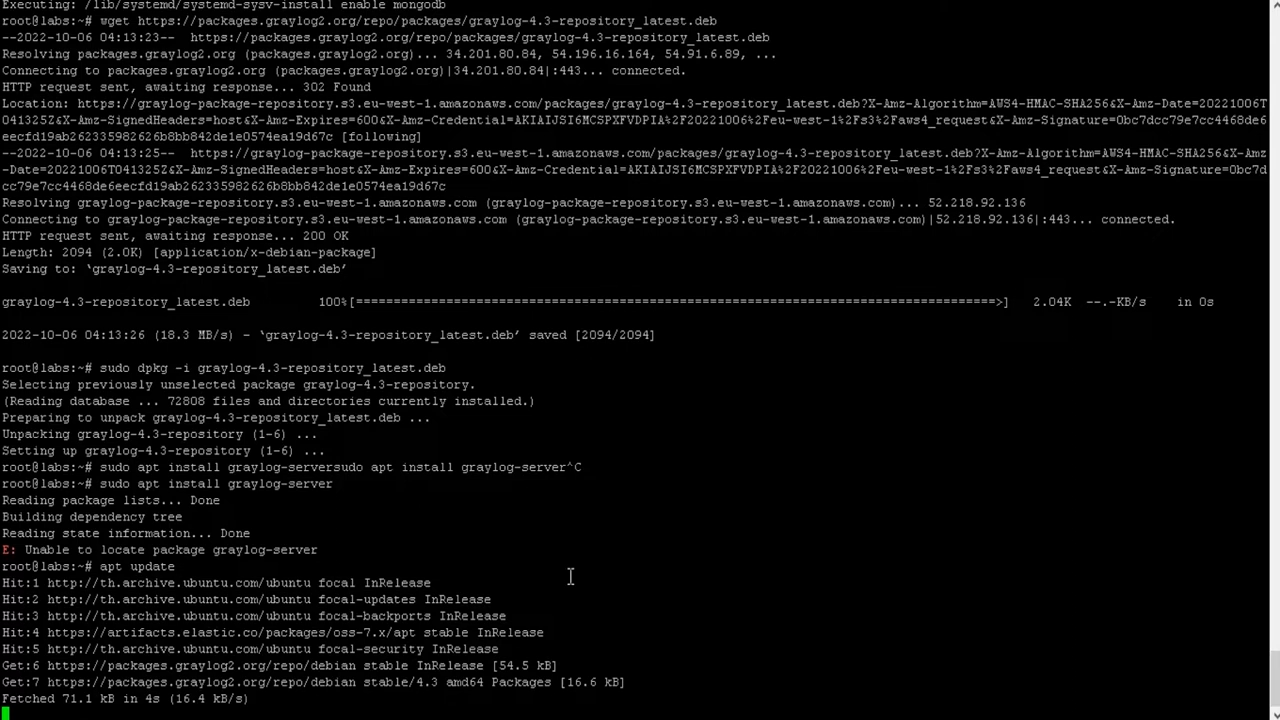 Executing: /lib/systemd/systemd-sysv-install enable mongodb
root@labs:~# wget https://packages.graylog2.org/repo/packages/graylog-4.3-repository_latest.deb
--2022-10-06 04:13:23--  https://packages.graylog2.org/repo/packages/graylog-4.3-repository_latest.deb
Resolving packages.graylog2.org (packages.graylog2.org)... 34.201.80.84, 54.196.16.164, 54.91.6.89, ...
Connecting to packages.graylog2.org (packages.graylog2.org)|34.201.80.84|:443... connected.
HTTP request sent, awaiting response... 302 Found
Location: https://graylog-package-repository.s3.eu-west-1.amazonaws.com/packages/graylog-4.3-repository_latest.deb?X-Amz-Algorithm=AWS4-HMAC-SHA256&X-Amz-Date=20221006T
041325Z&X-Amz-SignedHeaders=host&X-Amz-Expires=600&X-Amz-Credential=AKIAIJSI6MCSPXFVDPIA%2F20221006%2Feu-west-1%2Fs3%2Faws4_request&X-Amz-Signature=0bc7dcc79e7cc4468de6
eecfd19ab262335982626b8bb842de1e0574ea19d67c [following]
--2022-10-06 04:13:25--  https://graylog-package-repository.s3.eu-west-1.amazonaws.com/packages/graylog-4.3-repository_latest.deb?X-Amz-Algorithm=AWS4-HMAC-SHA256&X-Amz
-Date=20221006T041325Z&X-Amz-SignedHeaders=host&X-Amz-Expires=600&X-Amz-Credential=AKIAIJSI6MCSPXFVDPIA%2F20221006%2Feu-west-1%2Fs3%2Faws4_request&X-Amz-Signature=0bc7d
cc79e7cc4468de6eecfd19ab262335982626b8bb842de1e0574ea19d67c
Resolving graylog-package-repository.s3.eu-west-1.amazonaws.com (graylog-package-repository.s3.eu-west-1.amazonaws.com)... 52.218.92.136
Connecting to graylog-package-repository.s3.eu-west-1.amazonaws.com (graylog-package-repository.s3.eu-west-1.amazonaws.com)|52.218.92.136|:443... connected.
HTTP request sent, awaiting response... 200 OK
Length: 2094 (2.0K) [application/x-debian-package]
Saving to: ‘graylog-4.3-repository_latest.deb’
graylog-4.3-repository_latest.deb         100%[=====================================================================================>]   2.04K  --.-KB/s    in 0s
2022-10-06 04:13:26 (18.3 MB/s) - ‘graylog-4.3-repository_latest.deb’ saved [2094/2094]
root@labs:~# sudo dpkg -i graylog-4.3-repository_latest.deb
Selecting previously unselected package graylog-4.3-repository.
(Reading database ... 72808 files and directories currently installed.)
Preparing to unpack graylog-4.3-repository_latest.deb ...
Unpacking graylog-4.3-repository (1-6) ...
Setting up graylog-4.3-repository (1-6) ...
root@labs:~# sudo apt install graylog-serversudo apt install graylog-server^C
root@labs:~# sudo apt install graylog-server
Reading package lists... Done
Building dependency tree
Reading state information... Done
E: Unable to locate package graylog-server
root@labs:~# apt update
Hit:1 http://th.archive.ubuntu.com/ubuntu focal InRelease
Hit:2 http://th.archive.ubuntu.com/ubuntu focal-updates InRelease
Hit:3 http://th.archive.ubuntu.com/ubuntu focal-backports InRelease
Hit:4 https://artifacts.elastic.co/packages/oss-7.x/apt stable InRelease
Hit:5 http://th.archive.ubuntu.com/ubuntu focal-security InRelease
Get:6 https://packages.graylog2.org/repo/debian stable InRelease [54.5 kB]
Get:7 https://packages.graylog2.org/repo/debian stable/4.3 amd64 Packages [16.6 kB]
Fetched 71.1 kB in 4s (16.4 kB/s)